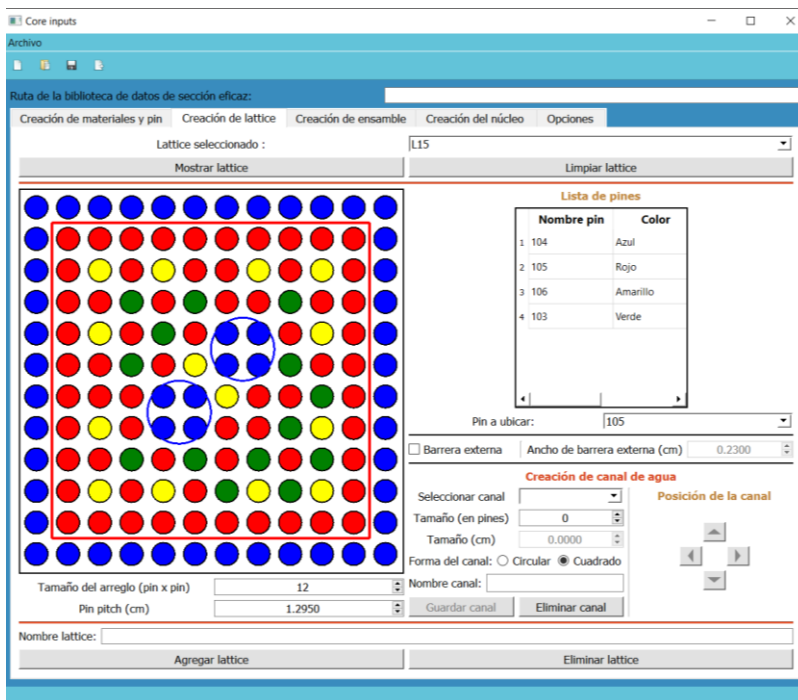 Core inputs
Archivo
Ruta de la biblioteca de datos de sección eficaz:
Creación de materiales y pin Creación de lattice Creación de ensamble Creación del núcleo Opciones
Lattice seleccionado : L15
Mostrar lattice Limpiar lattice
Lista de pines
Nombre pin Color
1 104 Azul
2 105 Rojo
3 106 Amarillo
4 103 Verde
Pin a ubicar: 105
Barrera externa Ancho de barrera externa (cm) 0.2300
Creación de canal de agua
Seleccionar canal Posición de la canal
Tamaño (en pines) 0
Tamaño (cm) 0.0000
Forma del canal: Circular Cuadrado
Tamaño del arreglo (pin x pin) 12 Nombre canal:
Pin pitch (cm) 1.2950 Guardar canal Eliminar canal
Nombre lattice:
Agregar lattice Eliminar lattice